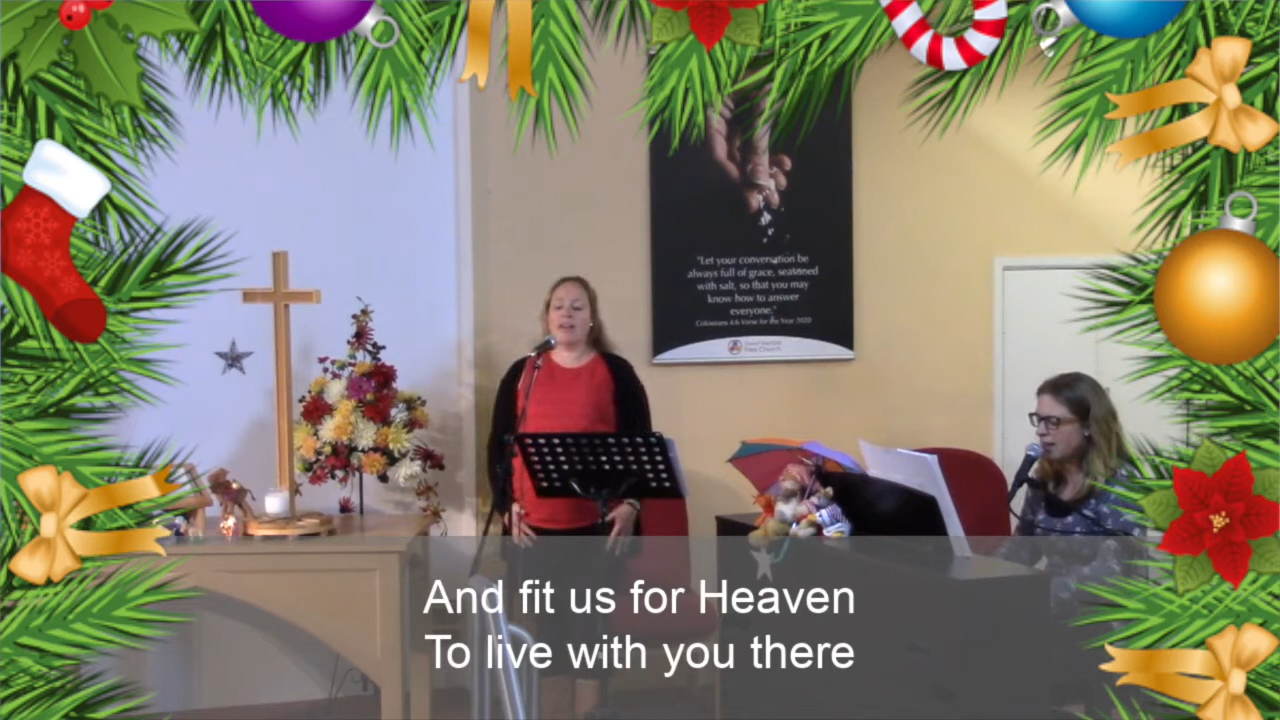 "Let your conversation be
always full of grace, seasoned
with salt, so that you may
know how to answer
everyone."
Colossians 4:6 Verse for the Year 2020
Free Church
And fit us for Heaven
To live with you there